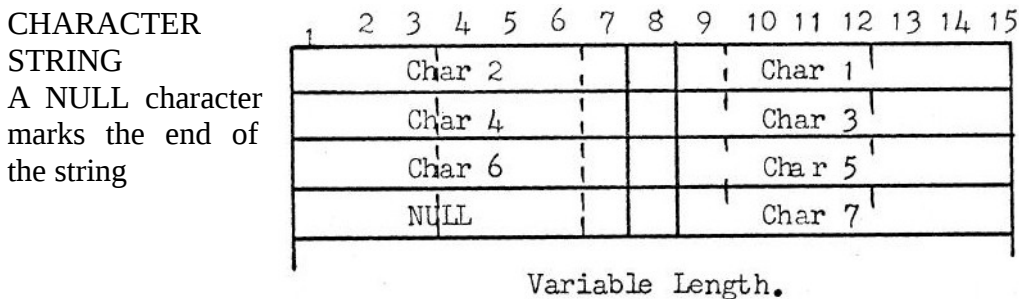 CHARACTER
STRING
A NULL character
marks the end of
the string
1 2 3 4 5 6 7 8 9 10 11 12 13 14 15
Char 2 Char 1
Char 4 Char 3
Char 6 Char 5
NULL Char 7
Variable Length.